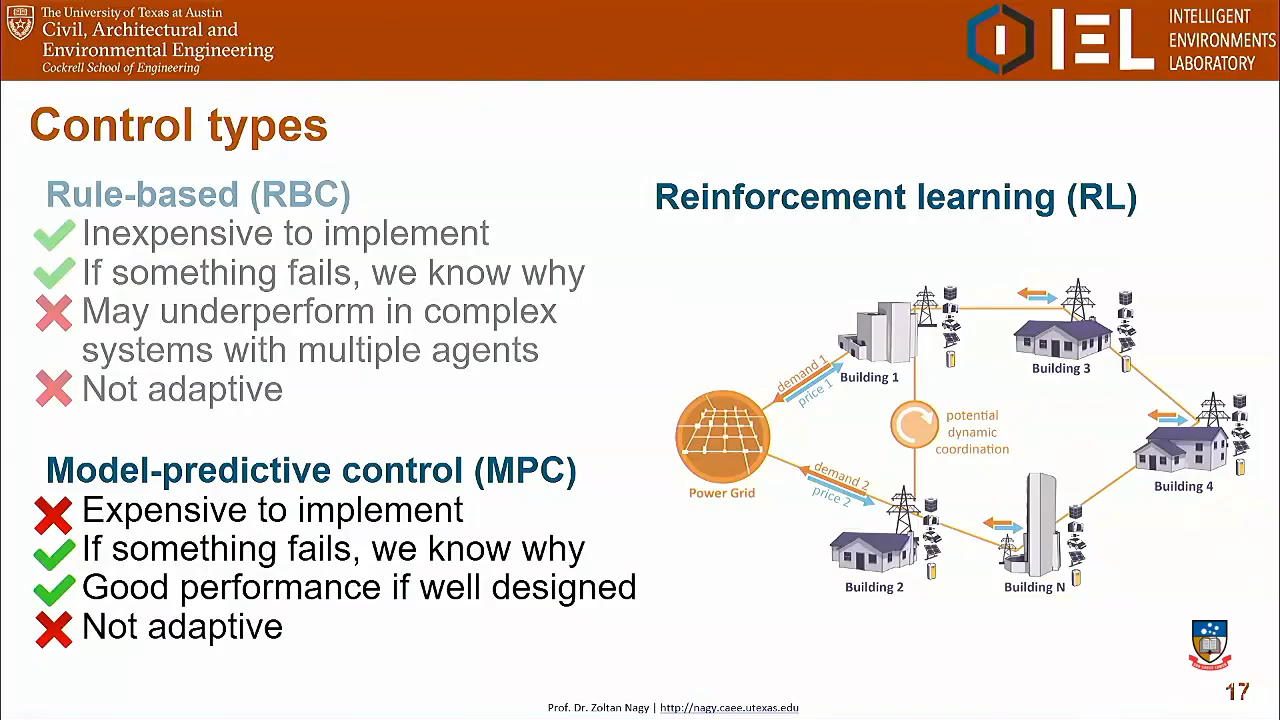 The University of Texas at Austin
Civil, Architectural and
Environmental Engineering
Cockrell School of Engineering
I IEL
INTELLIGENT
ENVIRONMENTS
LABORATORY
Control types
Rule-based (RBC)
Inexpensive to implement
If something fails, we know why
May underperform in complex
systems with multiple agents
Not adaptive
Model-predictive control (MPC)
Expensive to implement
If something fails, we know why
Good performance if well designed
Not adaptive
Reinforcement learning (RL)
demand 1
price 1
Building 1
Building 3
potential
dynamic
coordination
Power Grid
demand 2
price 2
Building 4
Building 2
Building N
17
Prof. Dr. Zoltan Nagy | http://nagy.caee.utexas.edu